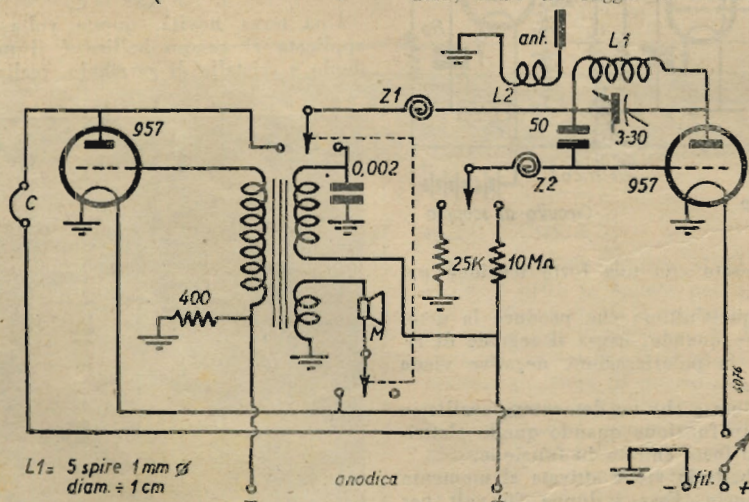 ant.
L1
Z1
L2
957
50
3-30
C
0,002
Z2
957
25K
10MΩ
400
M
6076
L1= 5 spire 1mm ø
diam. ÷ 1 cm
anodica
- fil. +